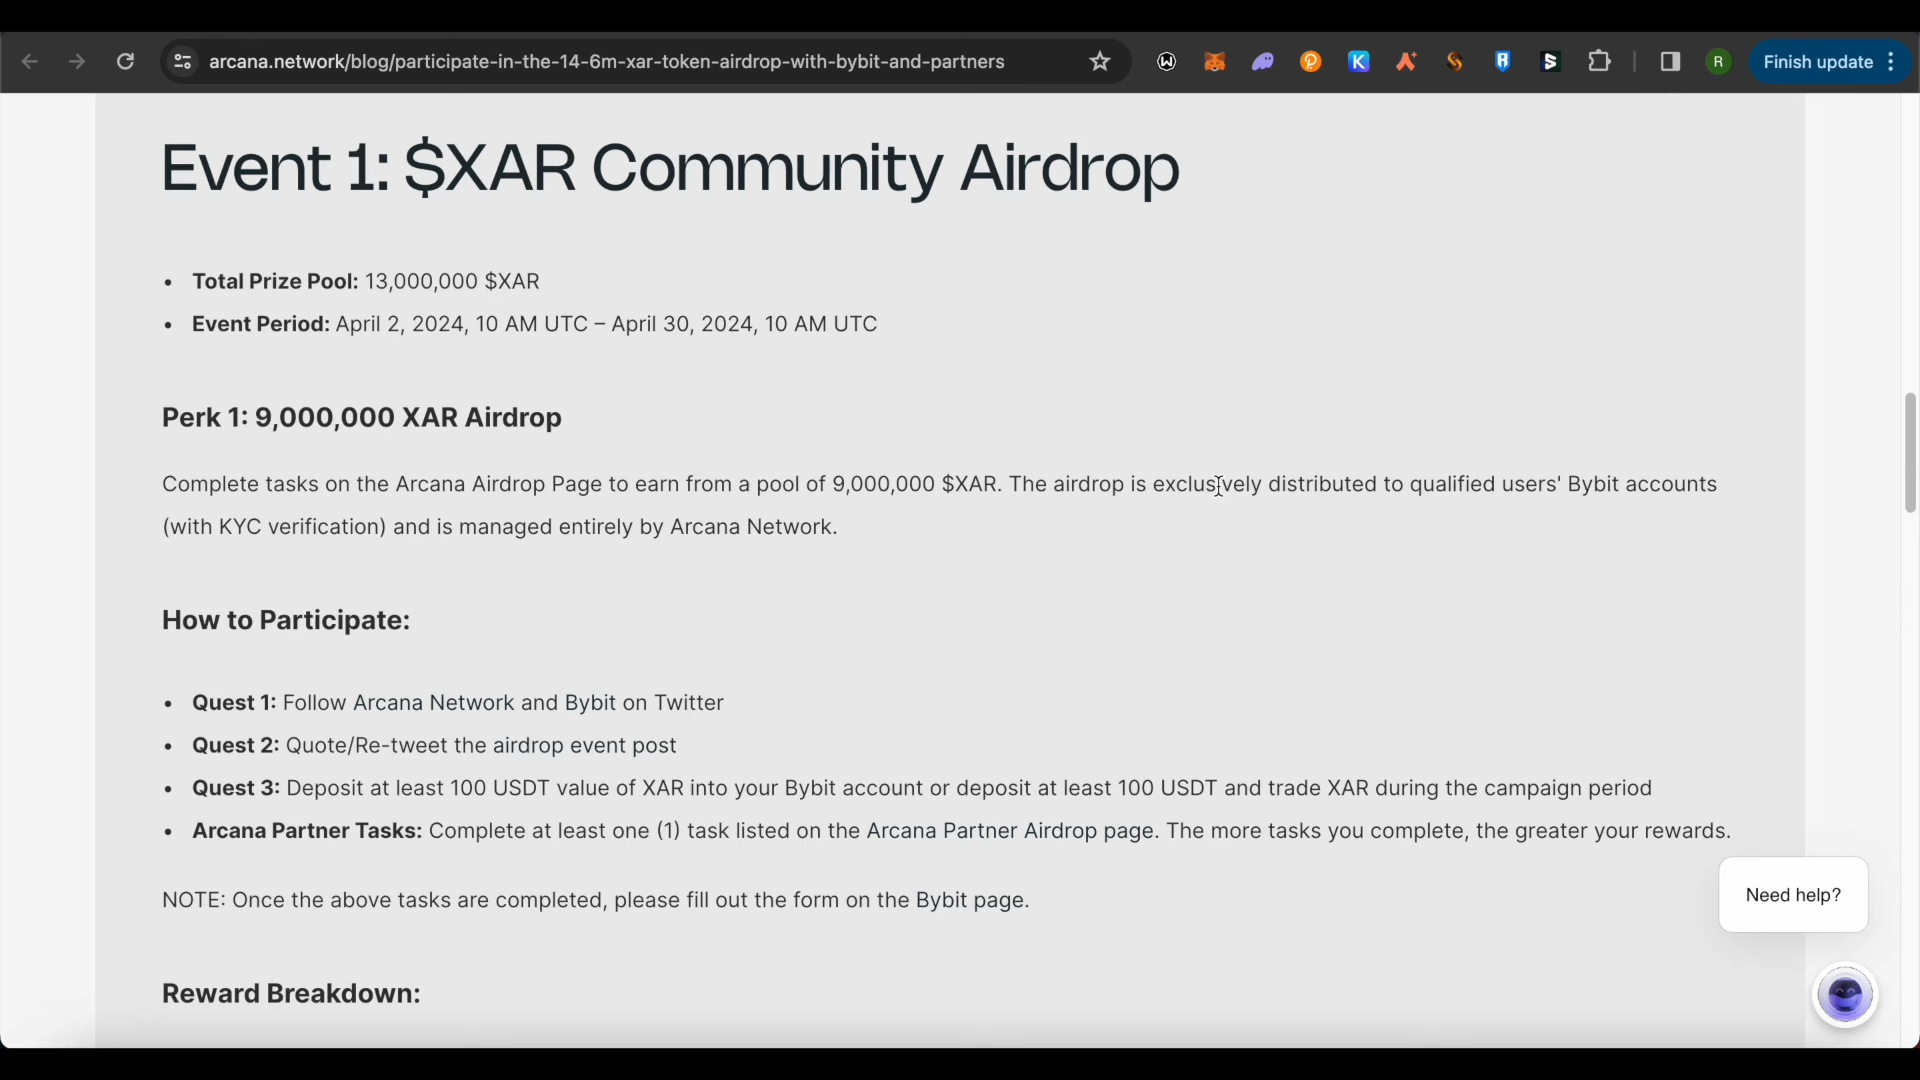 arcana.network/blog/participate-in-the-14-6m-xar-token-airdrop-with-bybit-and-partners
R
Finish update
Event 1: $XAR Community Airdrop
• Total Prize Pool: 13,000,000 $XAR
• Event Period: April 2, 2024, 10 AM UTC – April 30, 2024, 10 AM UTC
Perk 1: 9,000,000 XAR Airdrop
Complete tasks on the Arcana Airdrop Page to earn from a pool of 9,000,000 $XAR. The airdrop is exclusively distributed to qualified users' Bybit accounts
(with KYC verification) and is managed entirely by Arcana Network.
How to Participate:
• Quest 1: Follow Arcana Network and Bybit on Twitter
• Quest 2: Quote/Re-tweet the airdrop event post
• Quest 3: Deposit at least 100 USDT value of XAR into your Bybit account or deposit at least 100 USDT and trade XAR during the campaign period
• Arcana Partner Tasks: Complete at least one (1) task listed on the Arcana Partner Airdrop page. The more tasks you complete, the greater your rewards.
NOTE: Once the above tasks are completed, please fill out the form on the Bybit page.
Need help?
Reward Breakdown: